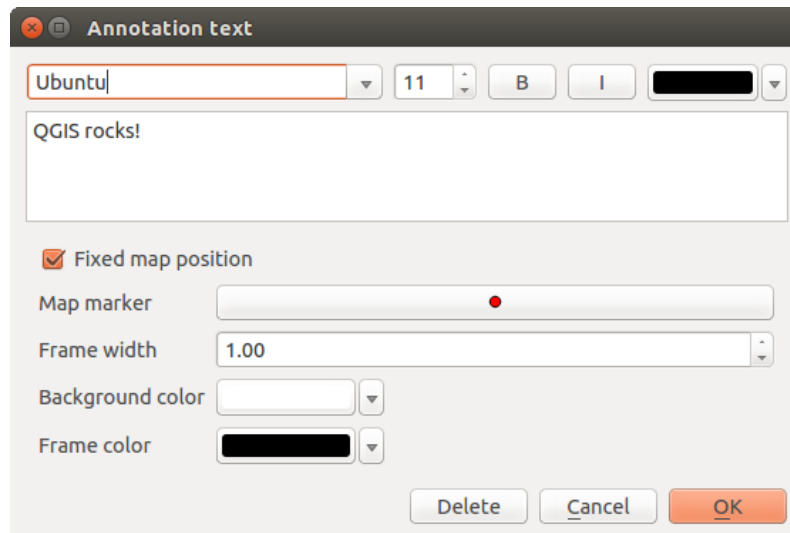 Annotation text
Ubuntu 11 B I
QGIS rocks!
Fixed map position
Map marker
Frame width 1.00
Background color
Frame color
Delete Cancel OK